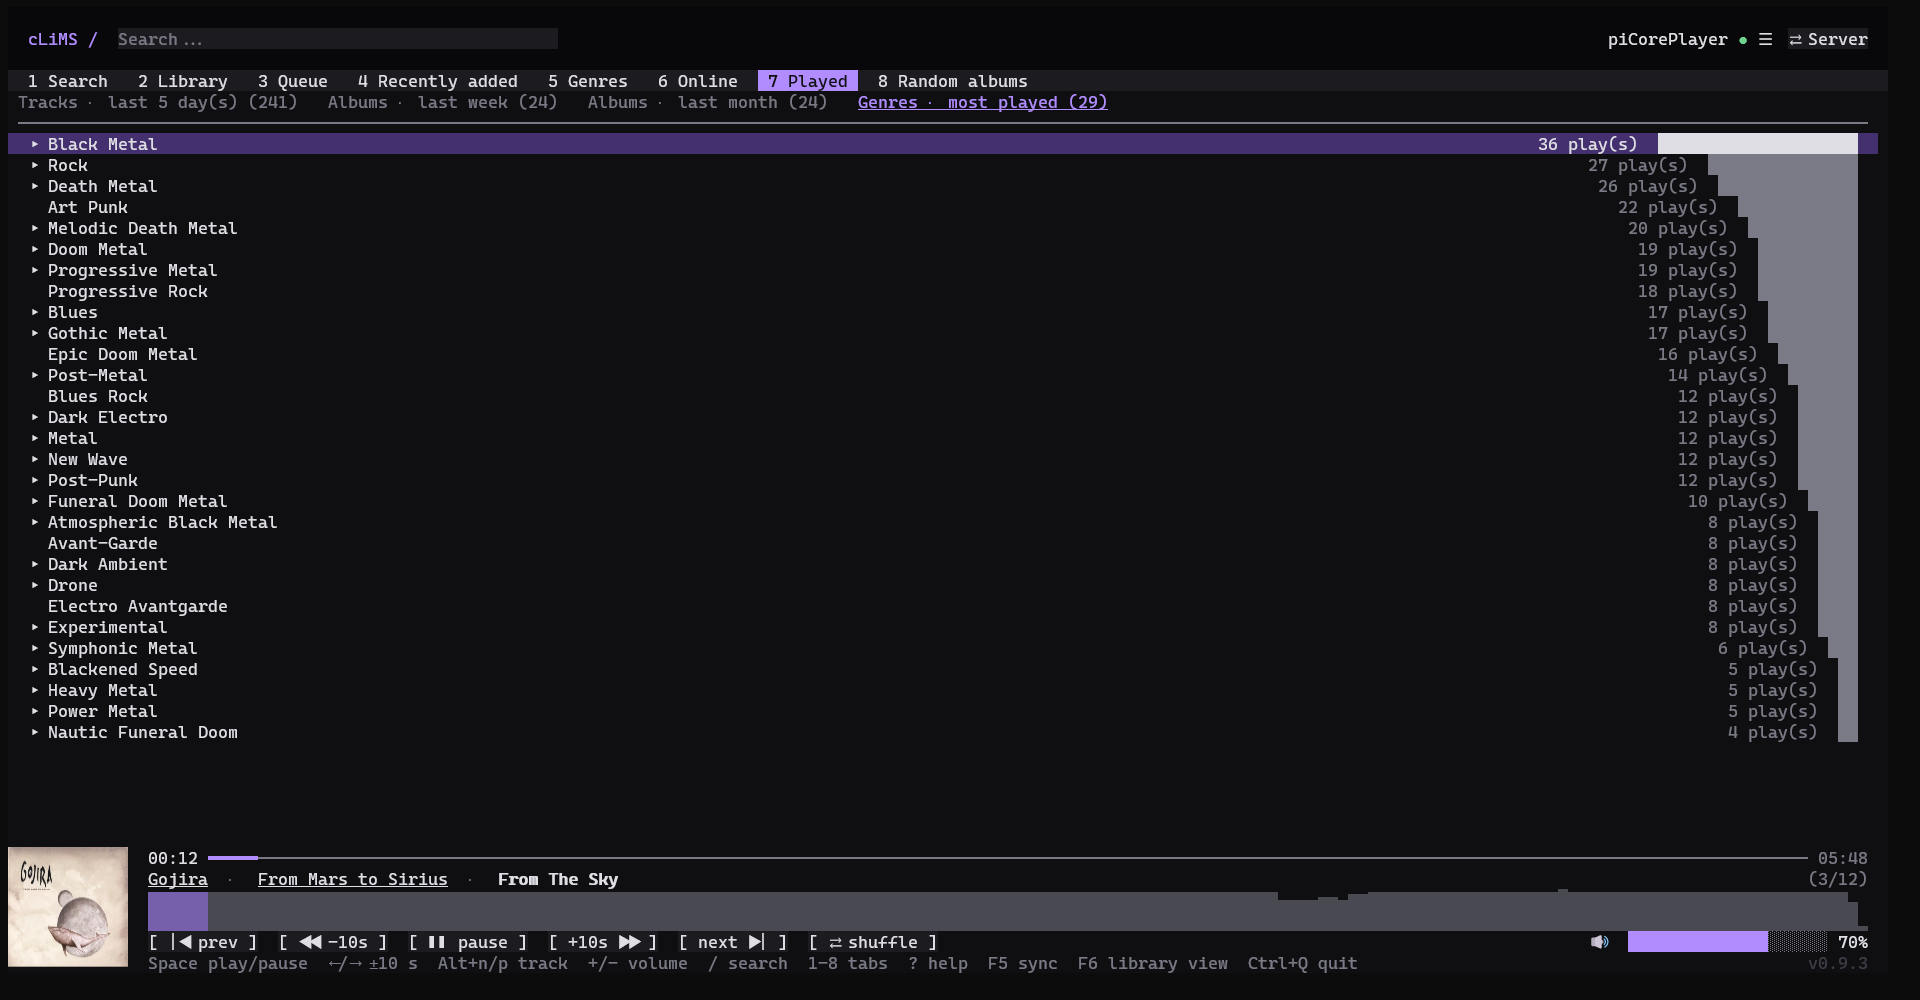 cLiMS / Search... piCorePlayer ● ☰ ⇄ Server
1 Search 2 Library 3 Queue 4 Recently added 5 Genres 6 Online 7 Played 8 Random albums
Tracks · last 5 day(s) (241) Albums · last week (24) Albums · last month (24) Genres · most played (29)
▸ Black Metal 36 play(s)
▸ Rock 27 play(s)
▸ Death Metal 26 play(s)
Art Punk 22 play(s)
▸ Melodic Death Metal 20 play(s)
▸ Doom Metal 19 play(s)
▸ Progressive Metal 19 play(s)
Progressive Rock 18 play(s)
▸ Blues 17 play(s)
▸ Gothic Metal 17 play(s)
Epic Doom Metal 16 play(s)
▸ Post-Metal 14 play(s)
Blues Rock 12 play(s)
▸ Dark Electro 12 play(s)
▸ Metal 12 play(s)
▸ New Wave 12 play(s)
▸ Post-Punk 12 play(s)
▸ Funeral Doom Metal 10 play(s)
▸ Atmospheric Black Metal 8 play(s)
Avant-Garde 8 play(s)
▸ Dark Ambient 8 play(s)
▸ Drone 8 play(s)
Electro Avantgarde 8 play(s)
▸ Experimental 8 play(s)
▸ Symphonic Metal 6 play(s)
▸ Blackened Speed 5 play(s)
▸ Heavy Metal 5 play(s)
▸ Power Metal 5 play(s)
▸ Nautic Funeral Doom 4 play(s)
GOJIRA
00:12 05:48
Gojira · From Mars to Sirius · From The Sky (3/12)
[ |◀ prev ] [ ◀◀ -10s ] [ ▮▮ pause ] [ +10s ▶▶ ] [ next ▶| ] [ ⇄ shuffle ] 🔊 70%
Space play/pause ←/→ ±10 s Alt+n/p track +/- volume / search 1-8 tabs ? help F5 sync F6 library view Ctrl+Q quit v0.9.3